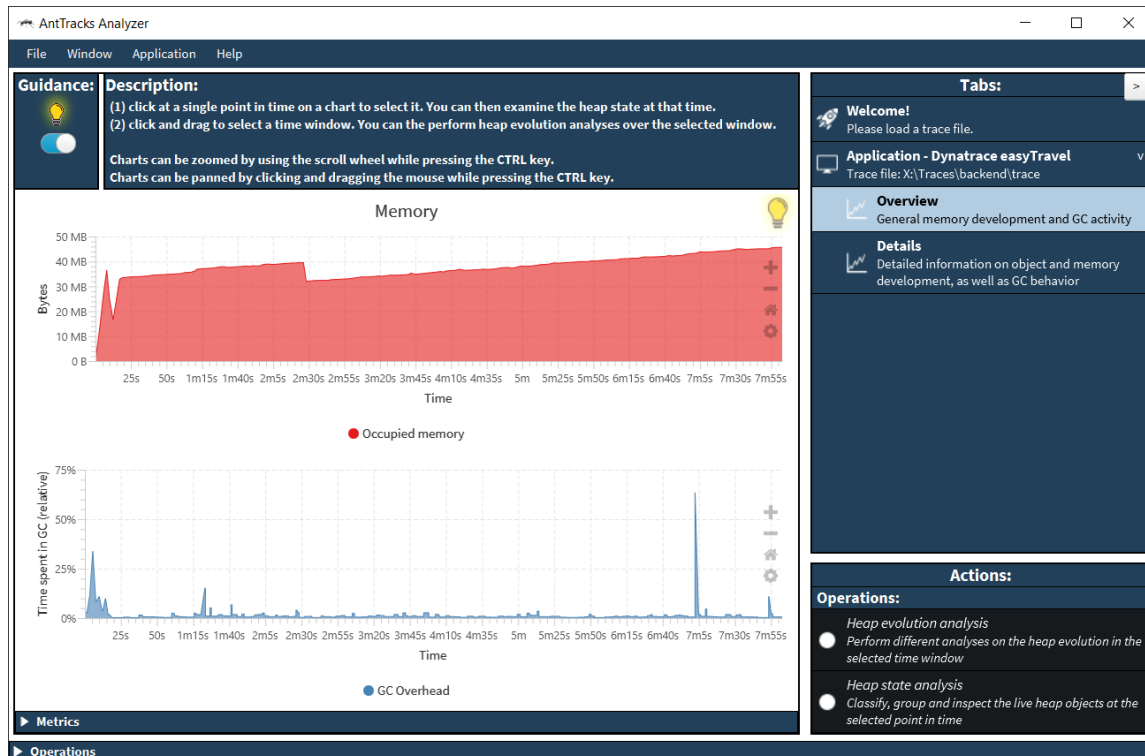 AntTracks Analyzer
File Window Application Help
Guidance:
Description:
(1) click at a single point in time on a chart to select it. You can then examine the heap state at that time.
(2) click and drag to select a time window. You can the perform heap evolution analyses over the selected window.
Charts can be zoomed by using the scroll wheel while pressing the CTRL key.
Charts can be panned by clicking and dragging the mouse while pressing the CTRL key.
Memory
50 MB
40 MB
30 MB
20 MB
10 MB
0 B
Bytes
25s 50s 1m15s 1m40s 2m5s 2m30s 2m55s 3m20s 3m45s 4m10s 4m35s 5m 5m25s 5m50s 6m15s 6m40s 7m5s 7m30s 7m55s
Time
Occupied memory
75%
50%
25%
0%
Time spent in GC (relative)
25s 50s 1m15s 1m40s 2m5s 2m30s 2m55s 3m20s 3m45s 4m10s 4m35s 5m 5m25s 5m50s 6m15s 6m40s 7m5s 7m30s 7m55s
Time
GC Overhead
Metrics
Operations
Tabs:
>
Welcome!
Please load a trace file.
Application - Dynatrace easyTravel v
Trace file: X:\Traces\backend\trace
Overview
General memory development and GC activity
Details
Detailed information on object and memory
development, as well as GC behavior
Actions:
Operations:
Heap evolution analysis
Perform different analyses on the heap evolution in the
selected time window
Heap state analysis
Classify, group and inspect the live heap objects at the
selected point in time